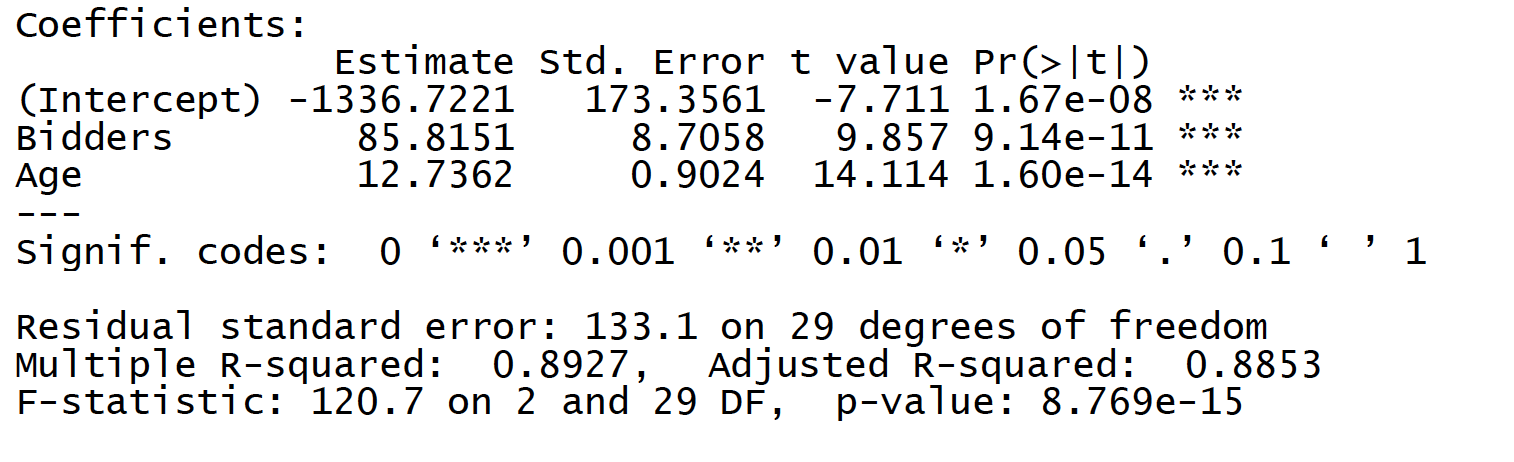 Coefficients:
Estimate Std. Error t value Pr(>|t|)
(Intercept) -1336.7221 173.3561 -7.711 1.67e-08 ***
Bidders 85.8151 8.7058 9.857 9.14e-11 ***
Age 12.7362 0.9024 14.114 1.60e-14 ***
---
Signif. codes: 0 ‘***’ 0.001 ‘**’ 0.01 ‘*’ 0.05 ‘.’ 0.1 ‘ ’ 1
Residual standard error: 133.1 on 29 degrees of freedom
Multiple R-squared: 0.8927, Adjusted R-squared: 0.8853
F-statistic: 120.7 on 2 and 29 DF, p-value: 8.769e-15